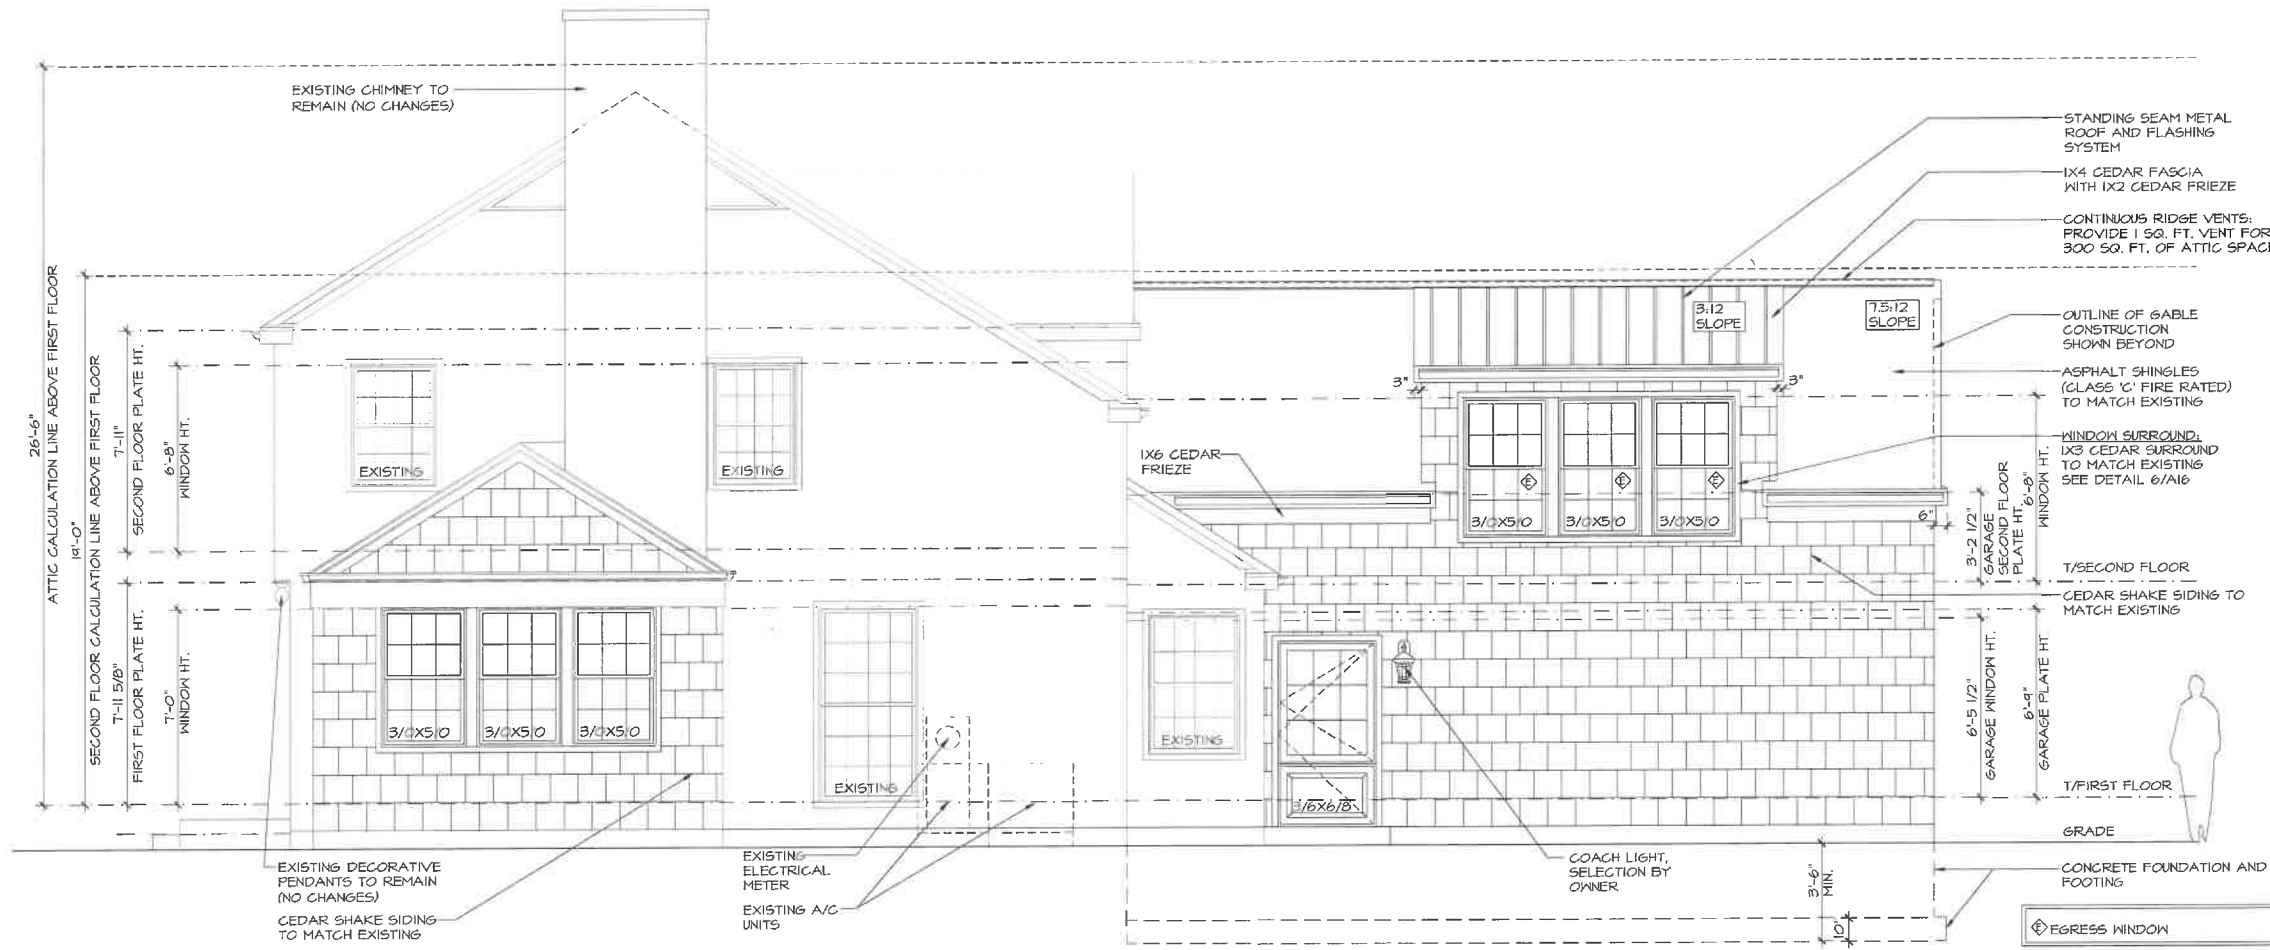 EXISTING CHIMNEY TO
REMAIN (NO CHANGES)
26'-6"
ATTIC CALCULATION LINE ABOVE FIRST FLOOR
19'-0"
SECOND FLOOR CALCULATION LINE ABOVE FIRST FLOOR
7'-11"
SECOND FLOOR PLATE HT.
6'-8"
WINDOW HT.
7'-11 5/8"
FIRST FLOOR PLATE HT.
7'-0"
WINDOW HT.
EXISTING
EXISTING
3/0X5/0
3/0X5/0
3/0X5/0
EXISTING
EXISTING
1X6 CEDAR
FRIEZE
3"
3"
3:12
SLOPE
7.5:12
SLOPE
3/0X5/0
3/0X5/0
3/0X5/0
E
E
E
6"
3/6X6/8
STANDING SEAM METAL
ROOF AND FLASHING
SYSTEM
1X4 CEDAR FASCIA
WITH 1X2 CEDAR FRIEZE
CONTINUOUS RIDGE VENTS:
PROVIDE 1 SQ. FT. VENT FOR
300 SQ. FT. OF ATTIC SPACE
OUTLINE OF GABLE
CONSTRUCTION
SHOWN BEYOND
ASPHALT SHINGLES
(CLASS 'C' FIRE RATED)
TO MATCH EXISTING
WINDOW SURROUND:
1X3 CEDAR SURROUND
TO MATCH EXISTING
SEE DETAIL 6/A16
3'-2 1/2"
GARAGE
SECOND FLOOR
PLATE HT.
6'-8"
WINDOW HT.
T/SECOND FLOOR
CEDAR SHAKE SIDING TO
MATCH EXISTING
6'-5 1/2"
GARAGE WINDOW HT.
6'-9"
GARAGE PLATE HT
T/FIRST FLOOR
GRADE
CONCRETE FOUNDATION AND
FOOTING
E EGRESS WINDOW
EXISTING DECORATIVE
PENDANTS TO REMAIN
(NO CHANGES)
CEDAR SHAKE SIDING
TO MATCH EXISTING
EXISTING
ELECTRICAL
METER
EXISTING A/C
UNITS
COACH LIGHT,
SELECTION BY
OWNER
3'-6"
MIN.
10"